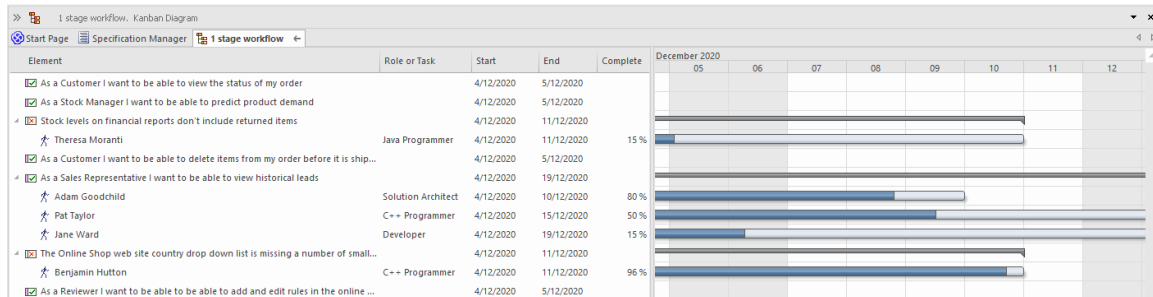 1 stage workflow. Kanban Diagram
Start Page Specification Manager 1 stage workflow
Element Role or Task Start End Complete December 2020
05 06 07 08 09 10 11 12
As a Customer I want to be able to view the status of my order 4/12/2020 5/12/2020
As a Stock Manager I want to be able to predict product demand 4/12/2020 5/12/2020
Stock levels on financial reports don't include returned items 4/12/2020 11/12/2020
Theresa Moranti Java Programmer 4/12/2020 11/12/2020 15 %
As a Customer I want to be able to delete items from my order before it is ship... 4/12/2020 5/12/2020
As a Sales Representative I want to be able to view historical leads 4/12/2020 19/12/2020
Adam Goodchild Solution Architect 4/12/2020 10/12/2020 80 %
Pat Taylor C++ Programmer 4/12/2020 15/12/2020 50 %
Jane Ward Developer 4/12/2020 19/12/2020 15 %
The Online Shop web site country drop down list is missing a number of small... 4/12/2020 11/12/2020
Benjamin Hutton C++ Programmer 4/12/2020 11/12/2020 96 %
As a Reviewer I want to be able to be able to add and edit rules in the online ... 4/12/2020 5/12/2020